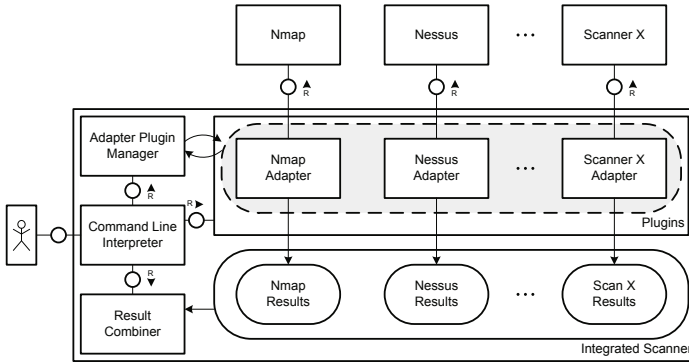 Nmap
Nessus
...
Scanner X
R
R
R
Adapter Plugin
Manager
Nmap
Adapter
Nessus
Adapter
...
Scanner X
Adapter
R
R
Command Line
Interpreter
Plugins
R
Nmap
Results
Nessus
Results
...
Scan X
Results
Result
Combiner
Integrated Scanner